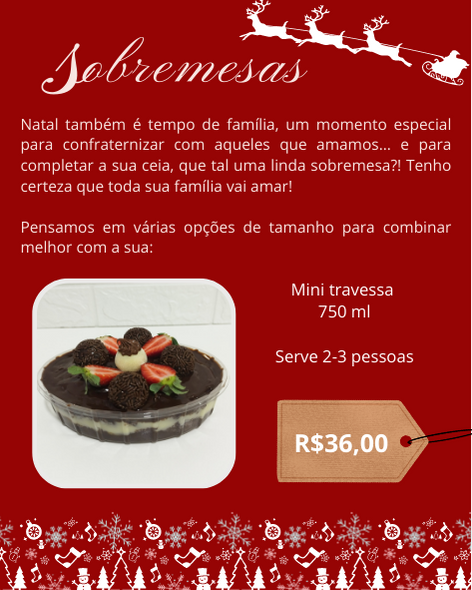 Sobremesas
Natal também é tempo de família, um momento especial
para confraternizar com aqueles que amamos... e para
completar a sua ceia, que tal uma linda sobremesa?! Tenho
certeza que toda sua família vai amar!
Pensamos em várias opções de tamanho para combinar
melhor com a sua:
Mini travessa
750 ml
Serve 2-3 pessoas
R$36,00